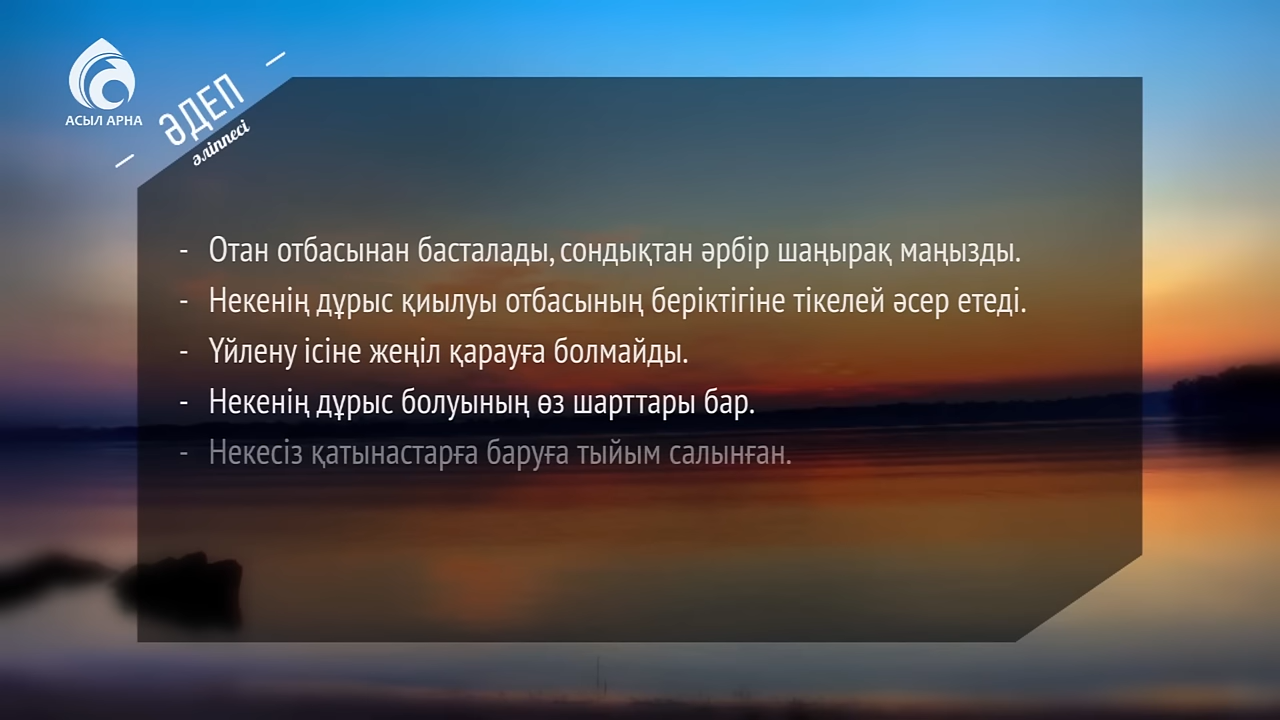 АСЫЛ АРНА
ӘДЕП
әліппесі
- Отан отбасынан басталады, сондықтан әрбір шаңырақ маңызды.
- Некенің дұрыс қиылуы отбасының беріктігіне тікелей әсер етеді.
- Үйлену ісіне жеңіл қарауға болмайды.
- Некенің дұрыс болуының өз шарттары бар.
- Некесіз қатынастарға баруға тыйым салынған.